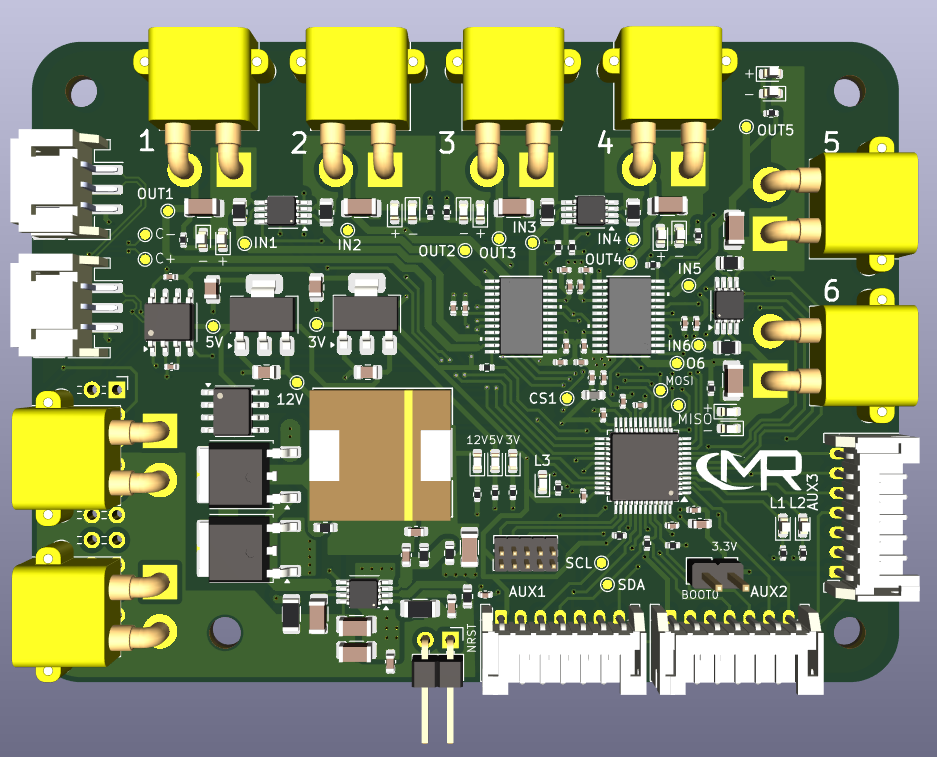 +
-
OUT5
1
2
3
4
5
OUT1
C-
C+
- +
IN1
IN2
+ -
OUT2
- +
OUT3
IN3
IN4
OUT4
+ -
IN5
6
5V
3V
IN6
O6
MOSI
12V
CS1
MISO
+
-
12V 5V 3V
L3
CMR
L1 L2
AUX3
3.3V
SCL
SDA
BOOT0
AUX1
AUX2
NRST